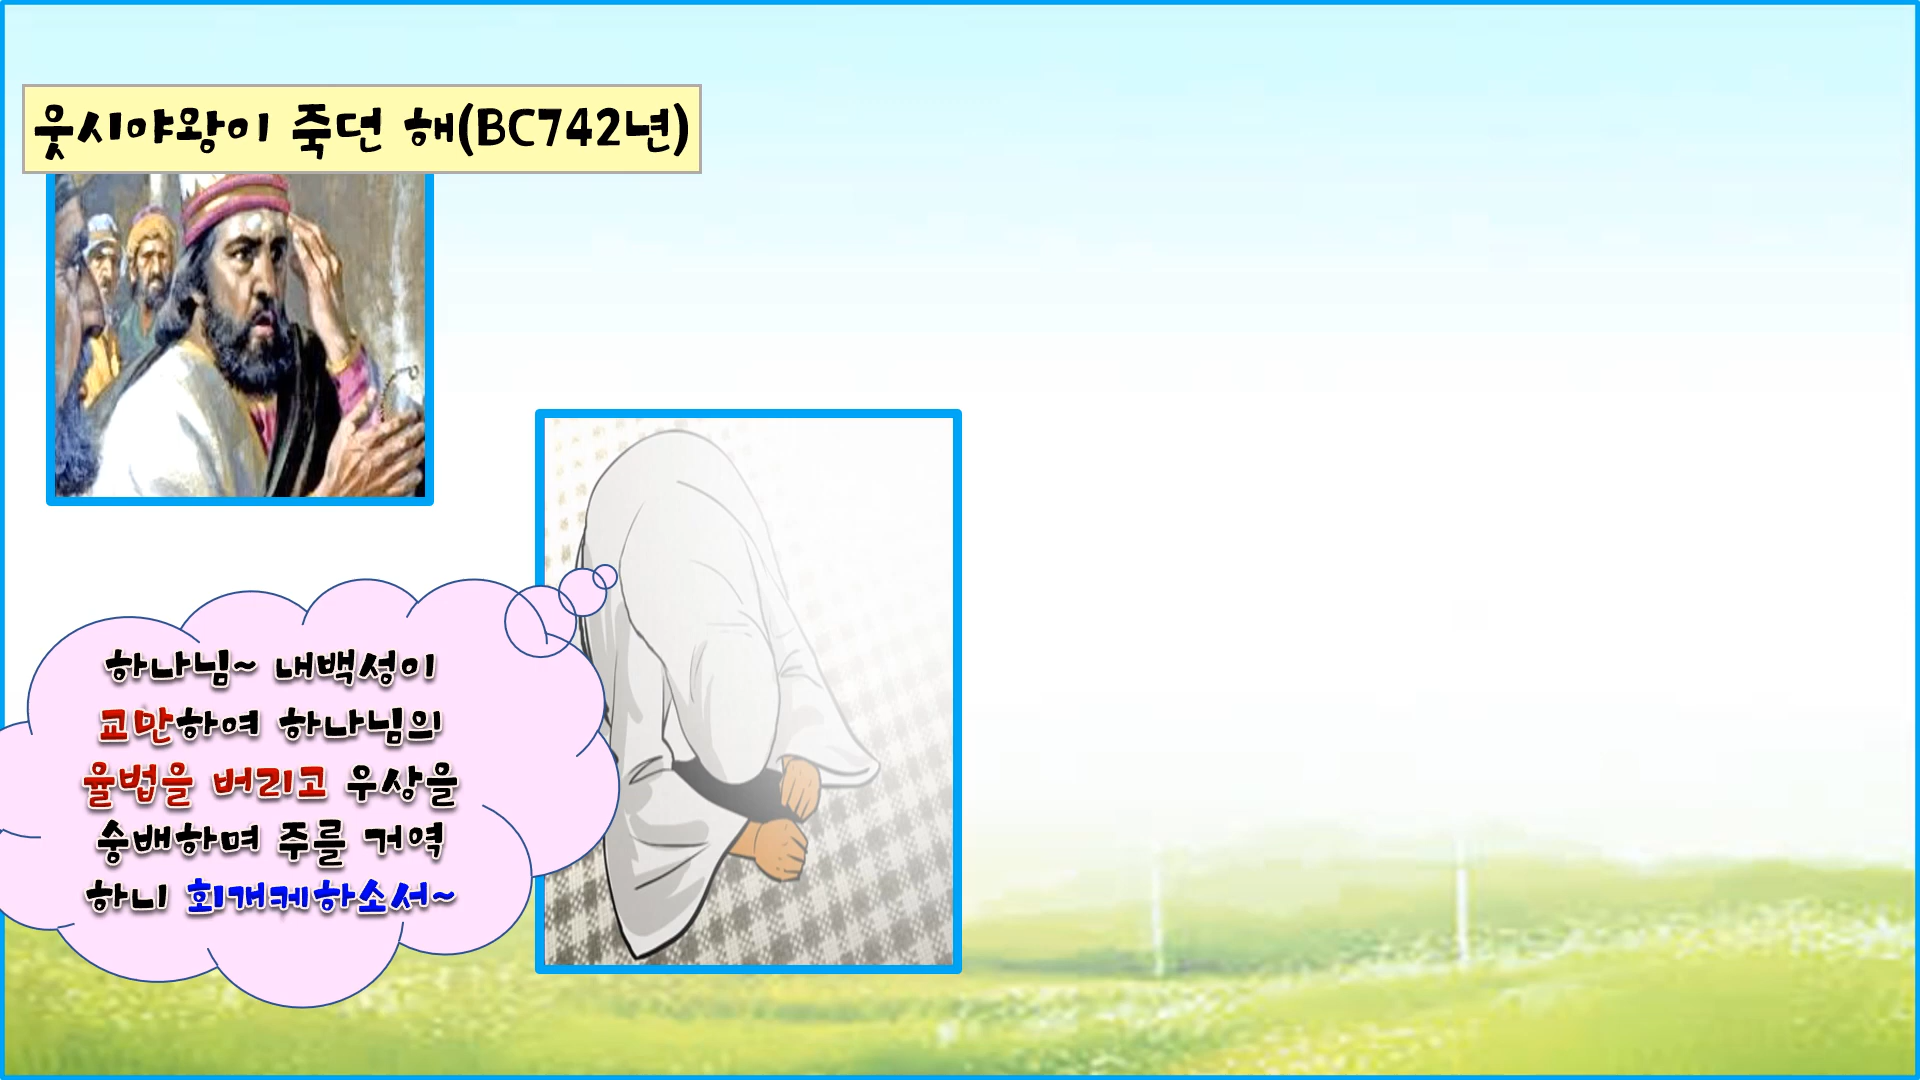 웃시야왕이 죽던 해(BC742년)
하나님~ 내백성이
교만하여 하나님의
율법을 버리고 우상을
숭배하며 주를 거역
하니 회개케하소서~